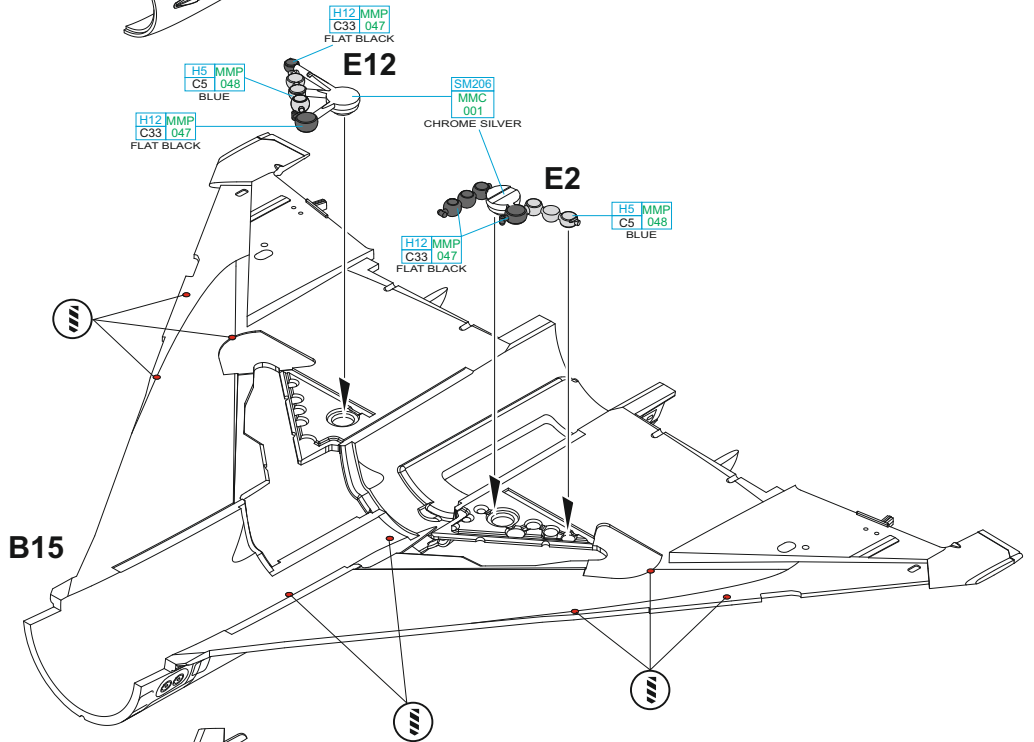 H12 MMP
C33 047
FLAT BLACK
E12
H5 MMP
C5 048
BLUE
SM206
MMC
001
CHROME SILVER
H12 MMP
C33 047
FLAT BLACK
E2
H5 MMP
C5 048
BLUE
H12 MMP
C33 047
FLAT BLACK
B15